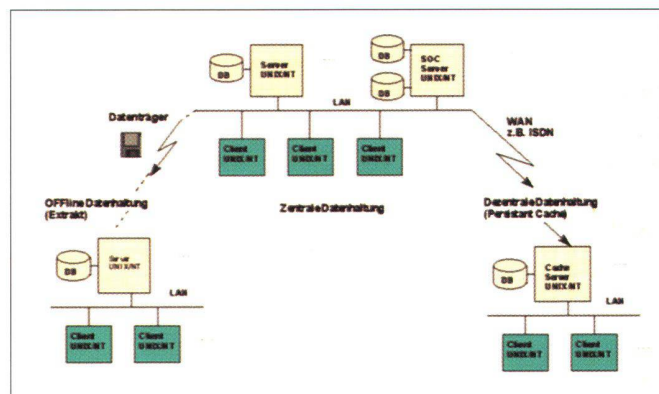 DB
Server
UNIX/NT
DB
DB
SOC
Server
UNIX/NT
LAN
Datenträger
WAN
z.B. ISDN
Client
UNIX/NT
Client
UNIX/NT
Client
UNIX/NT
OFFline Datenhaltung
(Extrakt)
Zentrale Datenhaltung
Dezentrale Datenhaltung
(Persistant Cache)
DB
Server
UNIX/NT
LAN
Client
UNIX/NT
Client
UNIX/NT
DB
Cache
Server
UNIX/NT
LAN
Client
UNIX/NT
Client
UNIX/NT